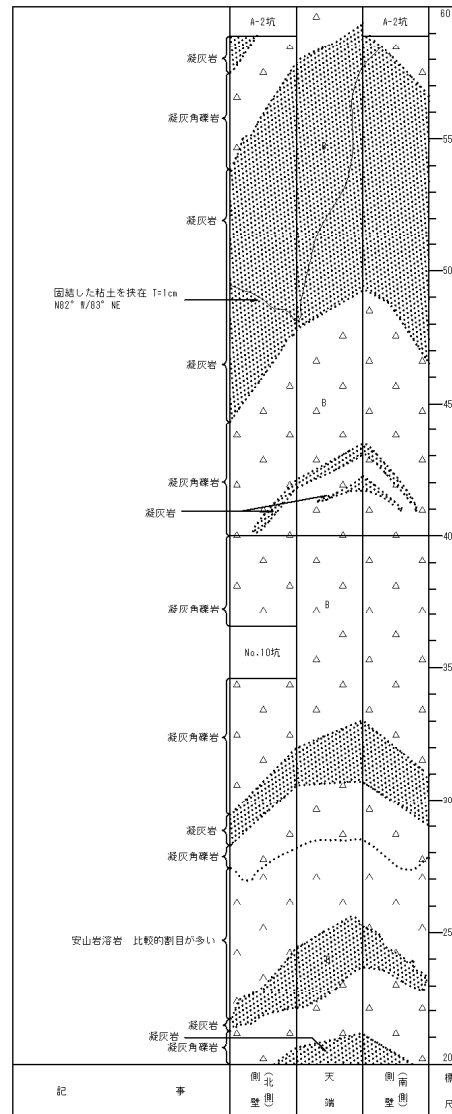 A-2坑
A-2坑
60
凝灰岩
凝灰角礫岩
B
55
凝灰岩
50
固結した粘土を挟在 T=1cm
N82° W/83° NE
凝灰岩
B
45
凝灰角礫岩
凝灰岩
40
凝灰角礫岩
B
No.10坑
35
凝灰角礫岩
30
凝灰岩
凝灰角礫岩
安山岩溶岩 比較的割目が多い
B
25
凝灰岩
凝灰岩
凝灰角礫岩
20
記 事
側壁(北側)
天端
側壁(南側)
標尺